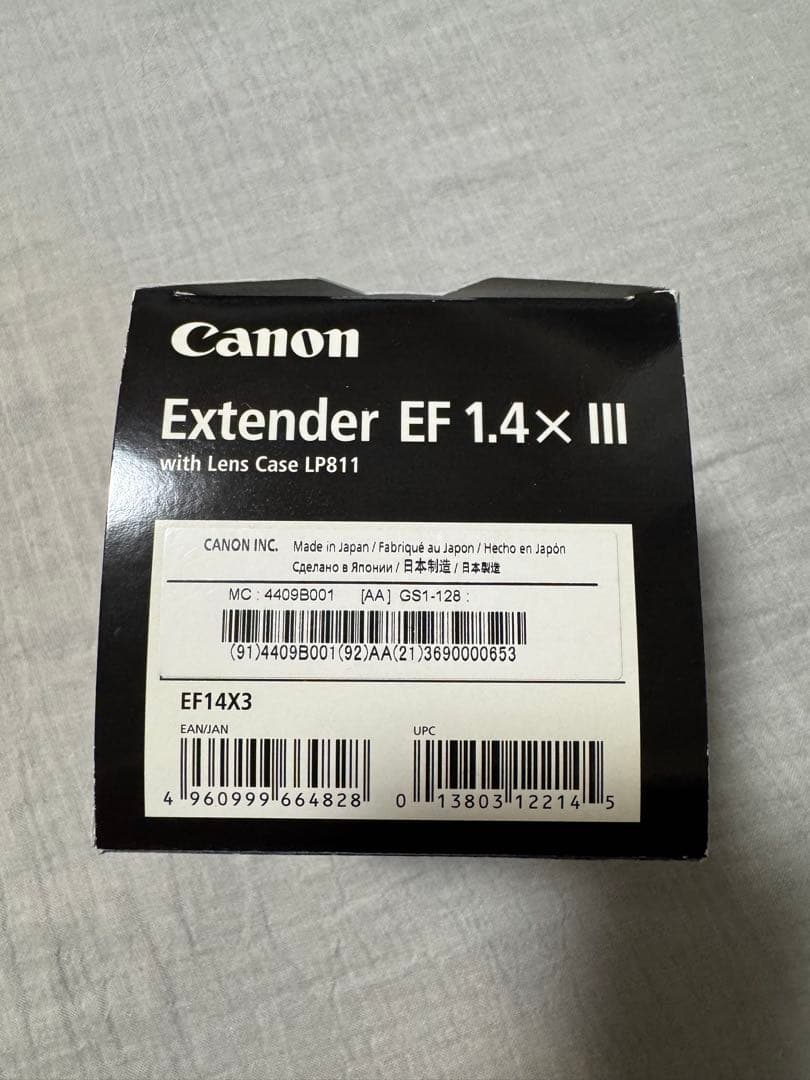 Canon
Extender EF 1.4× III
with Lens Case LP811
CANON INC. Made in Japan / Fabriqué au Japon / Hecho en Japón
Сделано в Японии / 日本制造 / 日本製造
MC : 4409B001 [AA] GS1-128 :
(91)4409B001(92)AA(21)3690000653
EF14X3
EAN/JAN UPC
4 960999 664828 0 13803 12214 5